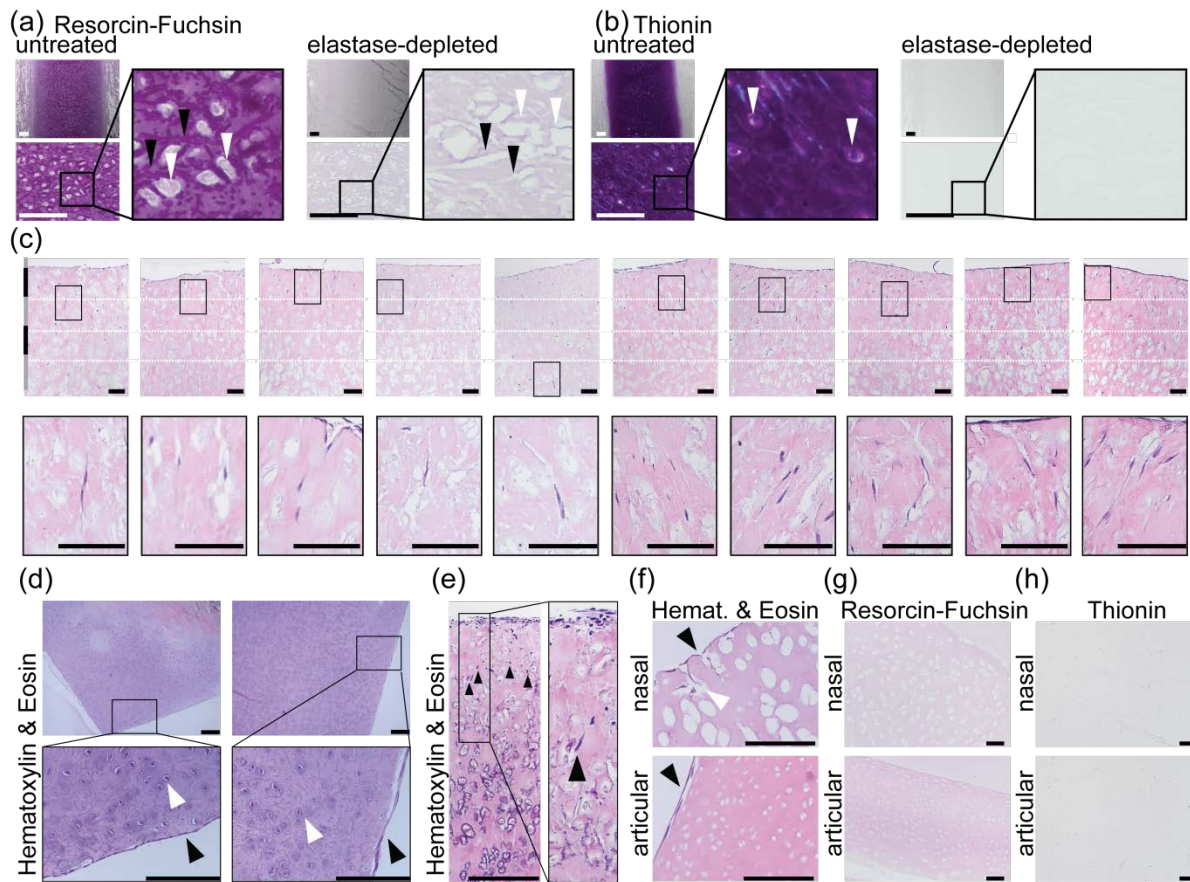 (a) Resorcin-Fuchsin
untreated
elastase-depleted
(b) Thionin
untreated
elastase-depleted
(c)
(d)
Hematoxylin & Eosin
(e)
Hematoxylin & Eosin
(f)
Hemat. & Eosin
nasal
articular
(g)
Resorcin-Fuchsin
nasal
articular
(h)
Thionin
nasal
articular